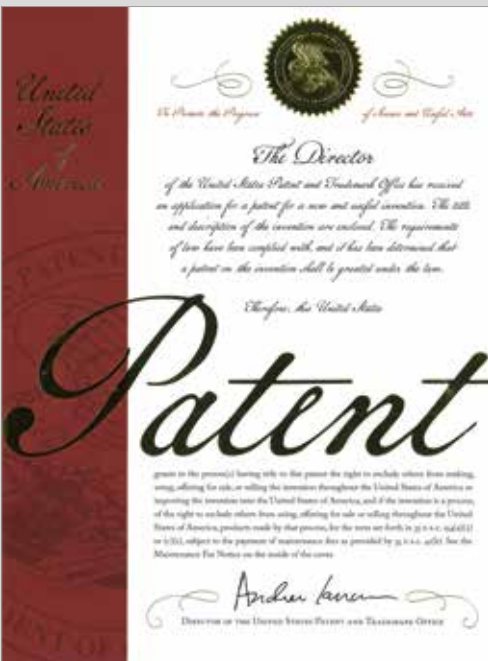 United
States
of
America
To Promote the Progress
of Science and Useful Arts
The Director
of the United States Patent and Trademark Office has received
an application for a patent for a new and useful invention. The title
and description of the invention are enclosed. The requirements
of law have been complied with, and it has been determined that
a patent on the invention shall be granted under the law.
Therefore, this United States
Patent
grants to the person(s) having title to this patent the right to exclude others from making,
using, offering for sale, or selling the invention throughout the United States of America or
importing the invention into the United States of America, and if the invention is a process,
of the right to exclude others from using, offering for sale or selling throughout the United
States of America, products made by that process, for the term set forth in 35 U.S.C.
or subject to the payment of maintenance fees as provided by 35 U.S.C. 41(b). See the
Maintenance Fee Notice on the inside of the cover.
Andrei Iancu
DIRECTOR OF THE UNITED STATES PATENT AND TRADEMARK OFFICE
PATENT